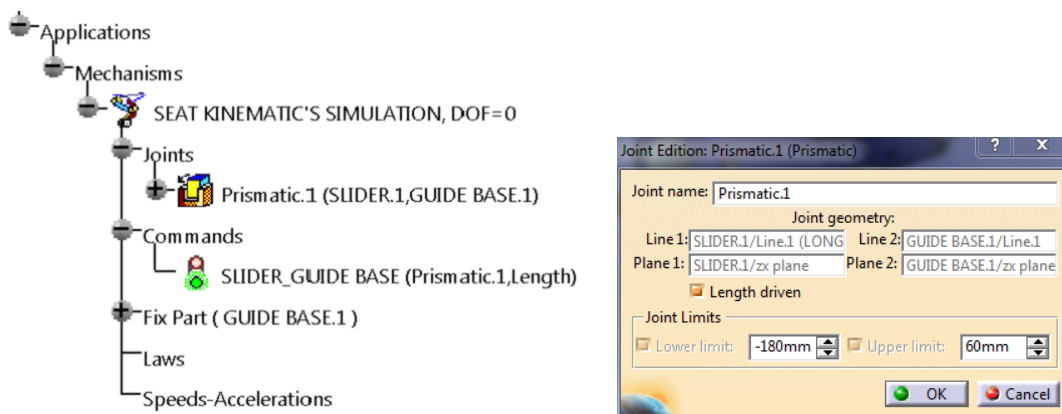 Applications
Mechanisms
SEAT KINEMATIC'S SIMULATION, DOF=0
Joints
Prismatic.1 (SLIDER.1,GUIDE BASE.1)
Commands
SLIDER_GUIDE BASE (Prismatic.1,Length)
Fix Part ( GUIDE BASE.1 )
Laws
Speeds-Accelerations
Joint Edition: Prismatic.1 (Prismatic) ? X
Joint name: Prismatic.1
Joint geometry:
Line 1: SLIDER.1/Line.1 (LONG Line 2: GUIDE BASE.1/Line.1
Plane 1: SLIDER.1/zx plane Plane 2: GUIDE BASE.1/zx plane
Length driven
Joint Limits
Lower limit: -180mm Upper limit: 60mm
OK Cancel